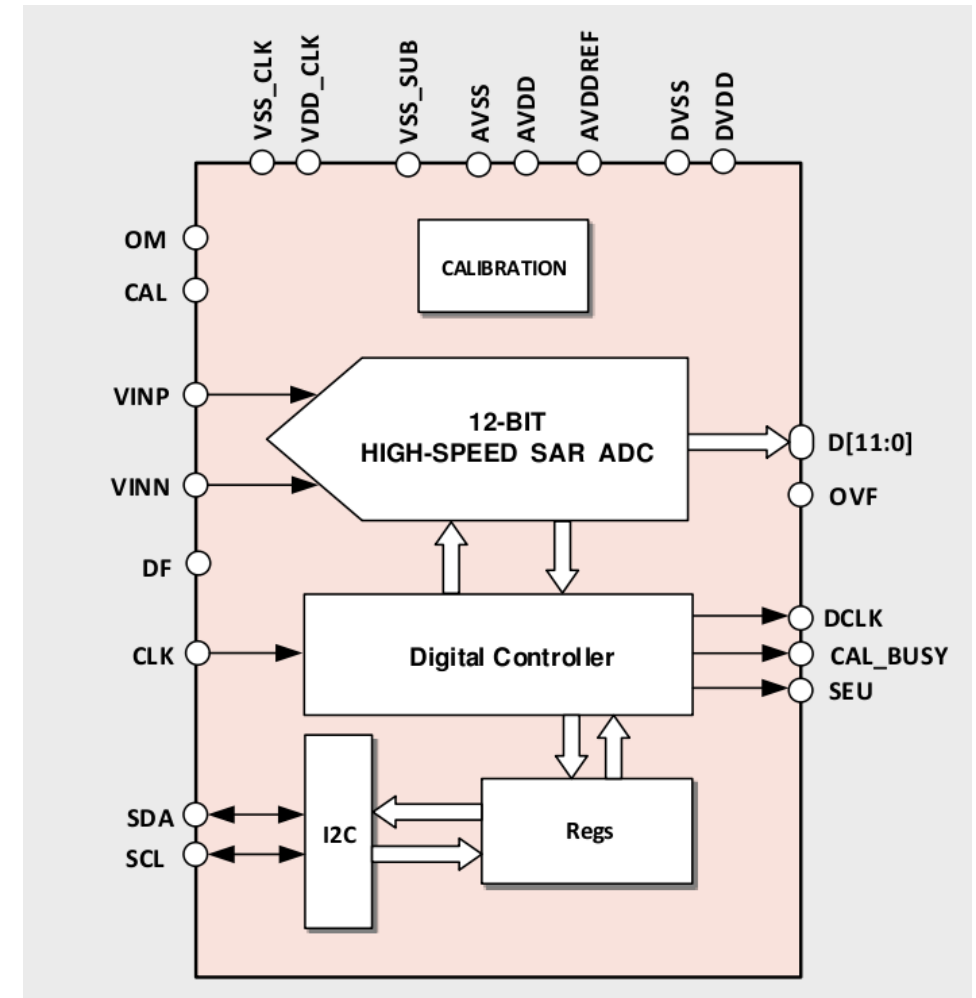 VSS_CLK
VDD_CLK
VSS_SUB
AVSS
AVDD
AVDDREF
DVSS
DVDD
OM
CALIBRATION
CAL
VINP
12-BIT
HIGH-SPEED SAR ADC
D[11:0]
VINN
OVF
DF
DCLK
CLK
Digital Controller
CAL_BUSY
SEU
SDA
I2C
Regs
SCL